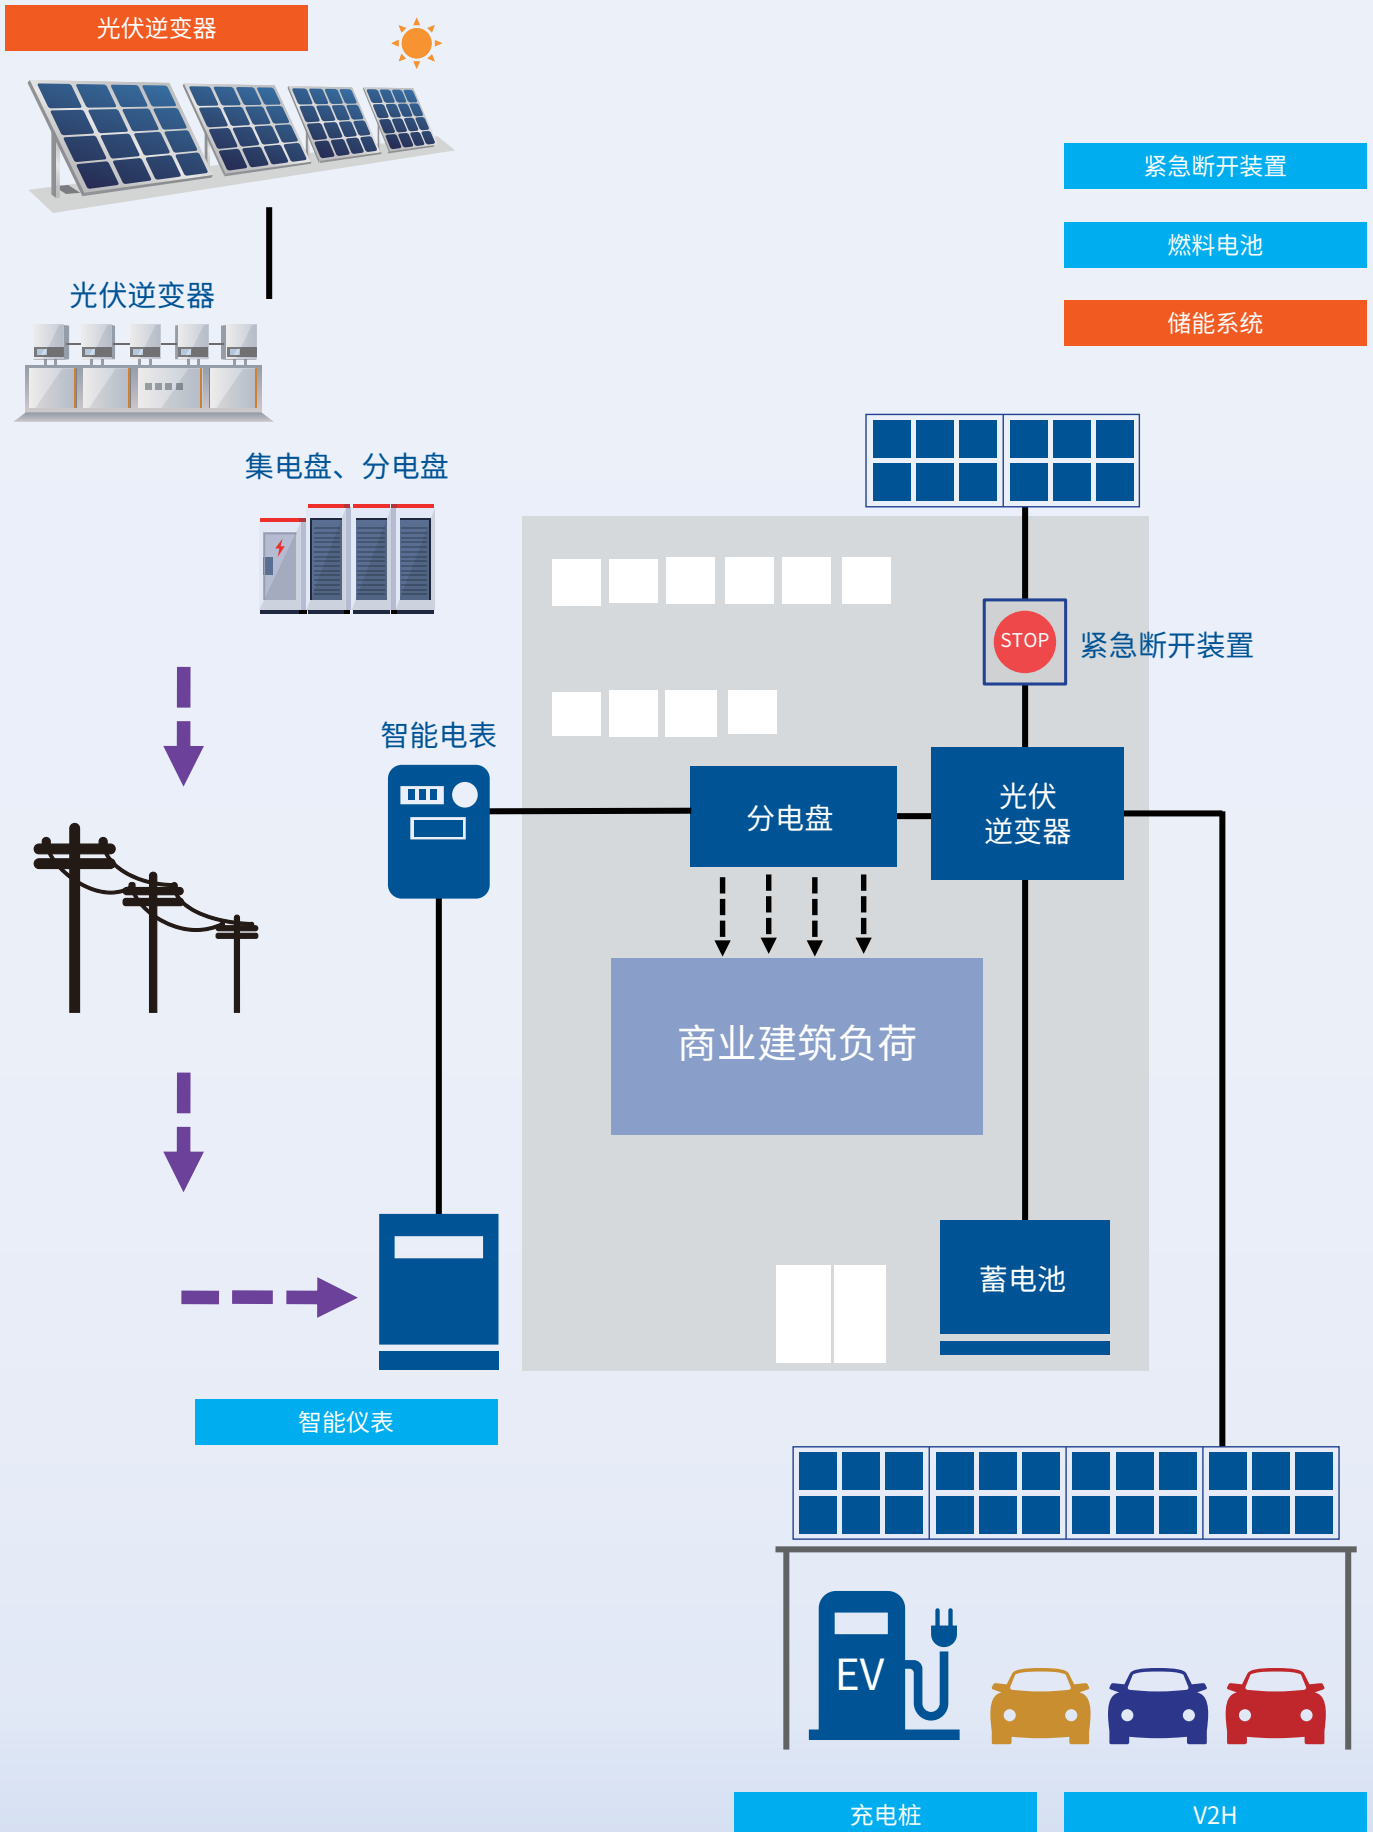 光伏逆变器
紧急断开装置
燃料电池
光伏逆变器
储能系统
集电盘、分电盘
STOP
紧急断开装置
智能电表
分电盘
光伏
逆变器
商业建筑负荷
蓄电池
智能仪表
EV
充电桩
V2H